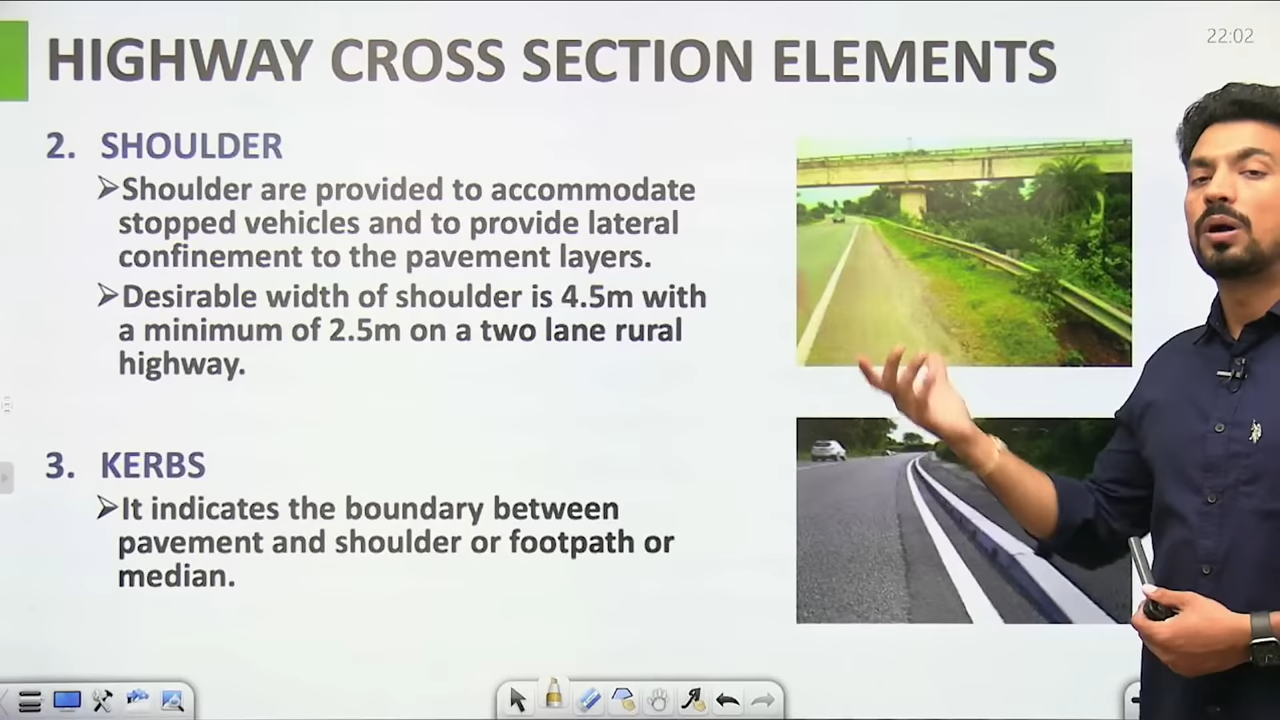 22:02
HIGHWAY CROSS SECTION ELEMENTS
2. SHOULDER
➢Shoulder are provided to accommodate
stopped vehicles and to provide lateral
confinement to the pavement layers.
➢Desirable width of shoulder is 4.5m with
a minimum of 2.5m on a two lane rural
highway.
3. KERBS
➢It indicates the boundary between
pavement and shoulder or footpath or
median.